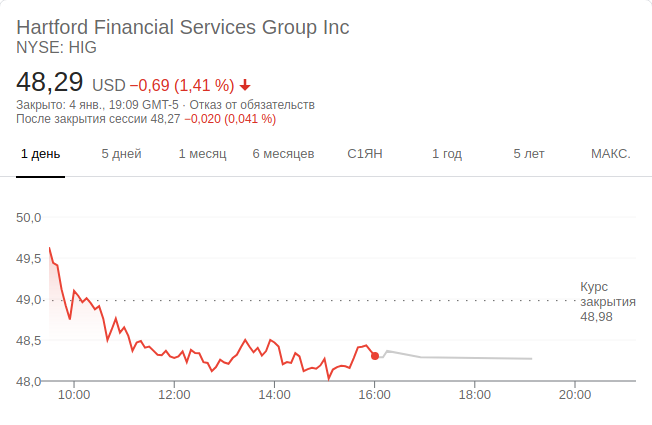 Hartford Financial Services Group Inc
NYSE: HIG
48,29 USD −0,69 (1,41 %)
Закрыто: 4 янв., 19:09 GMT-5 · Отказ от обязательств
После закрытия сессии 48,27 −0,020 (0,041 %)
1 день 5 дней 1 месяц 6 месяцев С1ЯН 1 год 5 лет МАКС.
50,0
49,5
49,0
48,5
48,0
Курс
закрытия
48,98
10:00 12:00 14:00 16:00 18:00 20:00